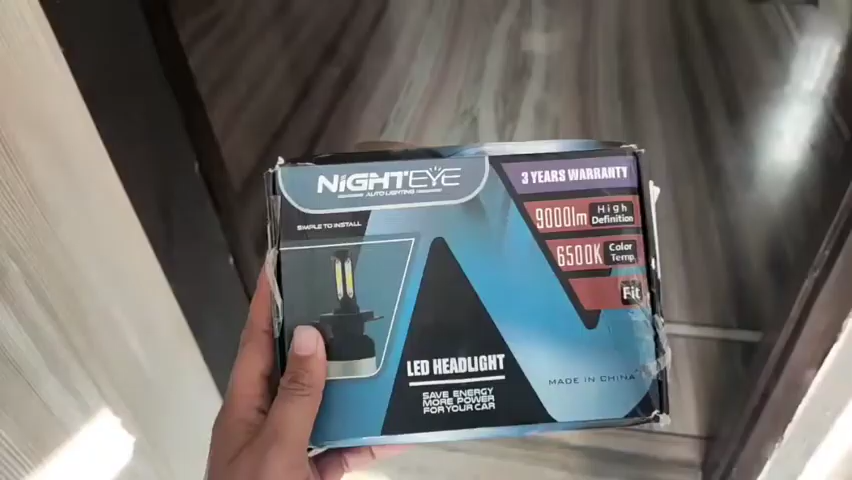 NIGHTEYE
AUTO LIGHTING
SIMPLE TO INSTALL
3 YEARS WARRANTY
9000lm High Definition
6500K Color Temp.
Fit
LED HEADLIGHT
SAVE ENERGY
MORE POWER
FOR YOUR CAR
MADE IN CHINA